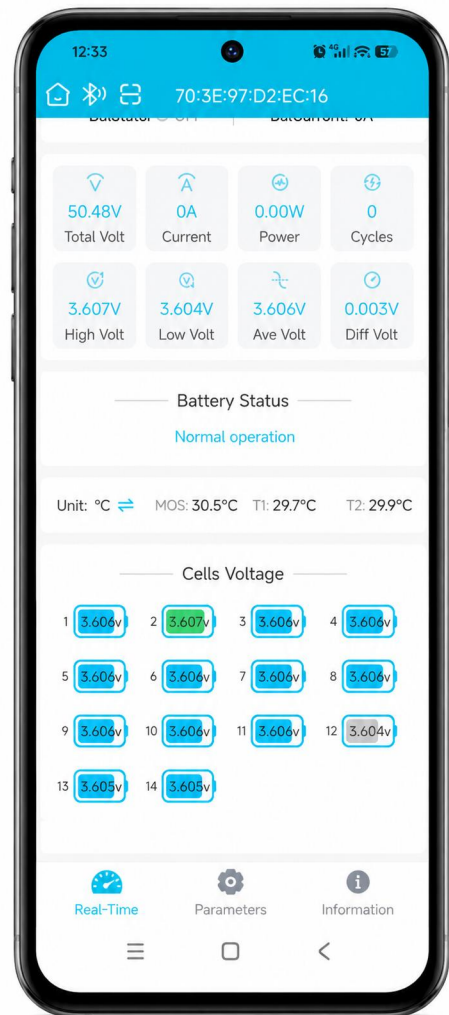 12:33 4G 57
70:3E:97:D2:EC:16
50.48V 0A 0.00W 0
Total Volt Current Power Cycles
3.607V 3.604V 3.606V 0.003V
High Volt Low Volt Ave Volt Diff Volt
Battery Status
Normal operation
Unit: °C MOS: 30.5°C T1: 29.7°C T2: 29.9°C
Cells Voltage
1 3.606v 2 3.607v 3 3.606v 4 3.606v
5 3.606v 6 3.606v 7 3.606v 8 3.606v
9 3.606v 10 3.606v 11 3.606v 12 3.604v
13 3.605v 14 3.605v
Real-Time Parameters Information